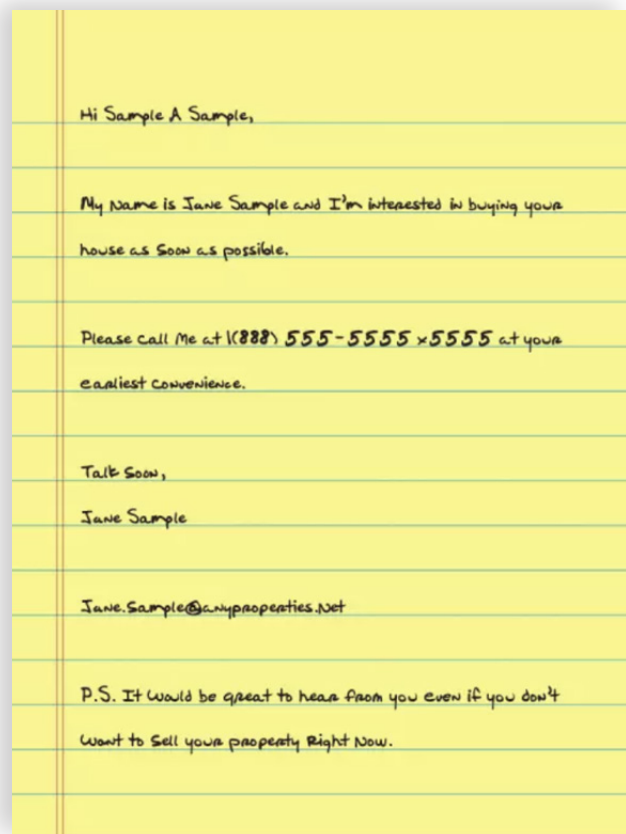 Hi Sample A Sample,
My Name is Jane Sample and I'm interested in buying your
house as soon as possible.
Please call Me at 1(888) 555-5555 x5555 at your
earliest convenience.
Talk Soon,
Jane Sample
Jane.Sample@anyproperties.Net
P.S. It would be great to hear from you even if you don't
want to sell your property Right Now.